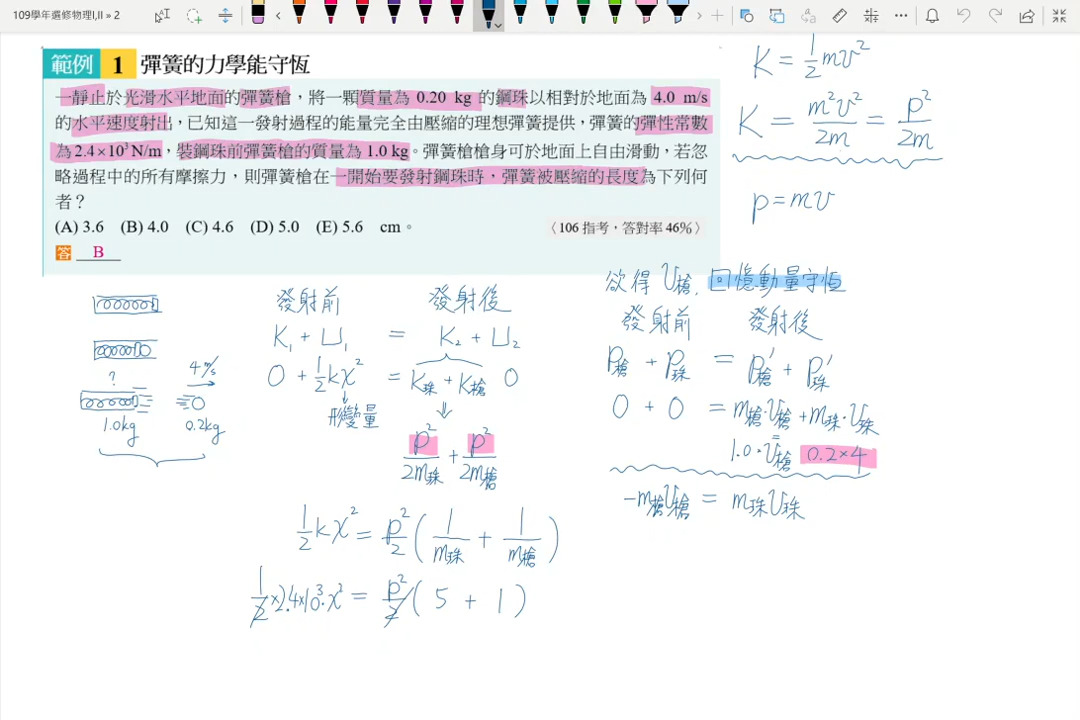 109學年選修物理I,II » 2
範例 1 彈簧的力學能守恆
一靜止於光滑水平地面的彈簧槍，將一顆質量為 0.20 kg 的鋼珠以相對於地面為 4.0 m/s
的水平速度射出，已知這一發射過程的能量完全由壓縮的理想彈簧提供，彈簧的彈性常數
為 2.4×10³ N/m，裝鋼珠前彈簧槍的質量為 1.0 kg。彈簧槍槍身可於地面上自由滑動，若忽
略過程中的所有摩擦力，則彈簧槍在一開始要發射鋼珠時，彈簧被壓縮的長度為下列何
者？
(A) 3.6 (B) 4.0 (C) 4.6 (D) 5.0 (E) 5.6 cm。
〈106 指考，答對率 46%〉
答 B
K = 1/2 mv²
K = m²v²/2m = p²/2m
p = mv
? 4 m/s
1.0kg 0.2kg
發射前 發射後
K₁ + U₁ = K₂ + U₂
0 + 1/2 kx² = K珠 + K槍 0
形變量
p²/2m珠 + p²/2m槍
1/2 kx² = p²/2 ( 1/m珠 + 1/m槍 )
1/2 × 2.4×10³·x² = p²/2 ( 5 + 1 )
欲得 v槍, 回憶動量守恆
發射前 發射後
P槍 + P珠 = P槍' + P珠'
0 + 0 = m槍·v槍 + m珠·v珠
1.0·v槍 0.2×4
-m槍v槍 = m珠v珠